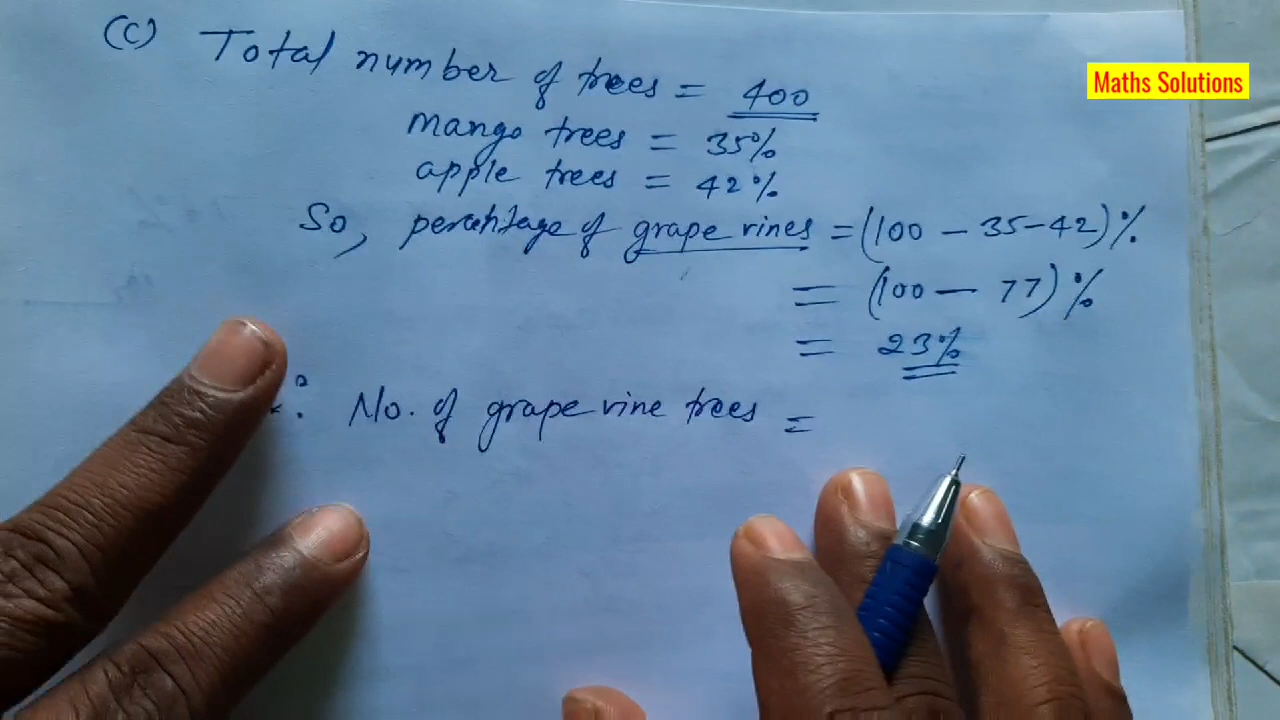 (C) Total number of trees = 400
Maths Solutions
mango trees = 35%
apple trees = 42%
So, percentage of grape vines = (100 - 35 - 42)%
= (100 - 77)%
= 23%
∴ No. of grape vine trees =